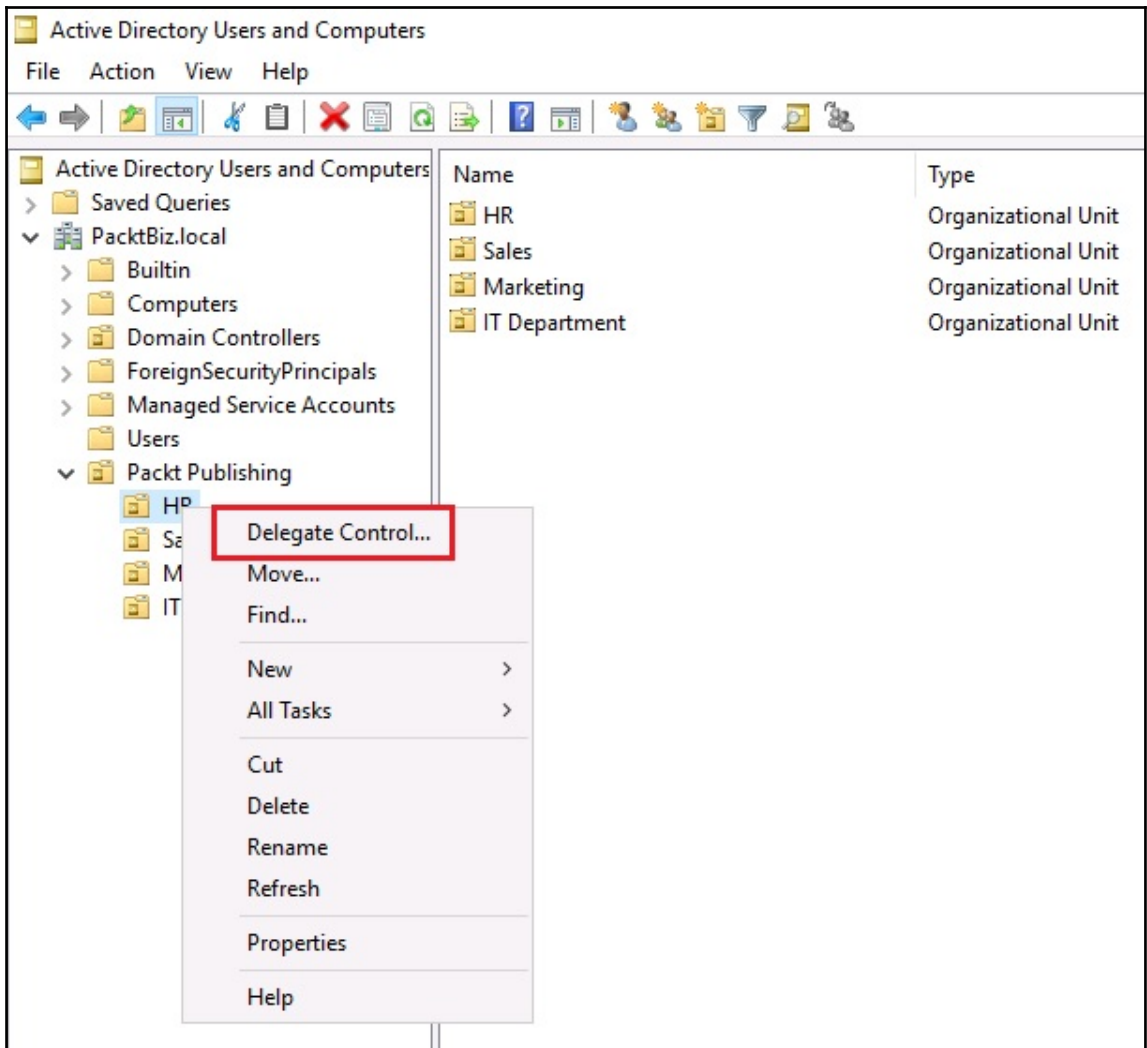 Active Directory Users and Computers
File Action View Help
Active Directory Users and Computers
Saved Queries
PacktBiz.local
Builtin
Computers
Domain Controllers
ForeignSecurityPrincipals
Managed Service Accounts
Users
Packt Publishing
HR
Sa
M
IT
Delegate Control...
Move...
Find...
New
All Tasks
Cut
Delete
Rename
Refresh
Properties
Help
Name Type
HR Organizational Unit
Sales Organizational Unit
Marketing Organizational Unit
IT Department Organizational Unit